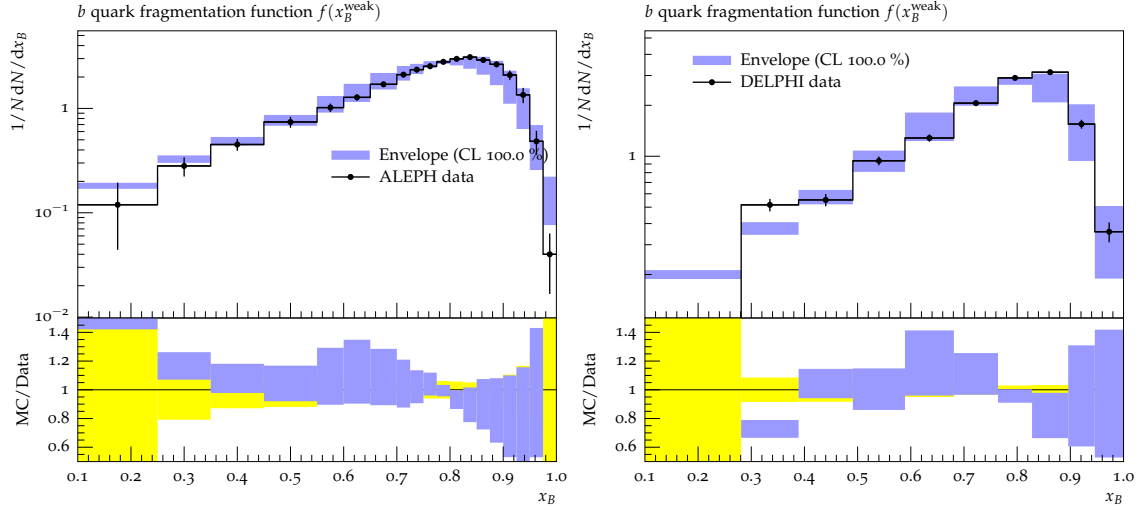 b quark fragmentation function f(x_B^weak)
1/N dN/dx_B
1
10^−1
10^−2
Envelope (CL 100.0 %)
ALEPH data
MC/Data
1.4
1.2
1
0.8
0.6
0.1 0.2 0.3 0.4 0.5 0.6 0.7 0.8 0.9 1.0
x_B
b quark fragmentation function f(x_B^weak)
1/N dN/dx_B
1
Envelope (CL 100.0 %)
DELPHI data
MC/Data
1.4
1.2
1
0.8
0.6
0.1 0.2 0.3 0.4 0.5 0.6 0.7 0.8 0.9 1.0
x_B